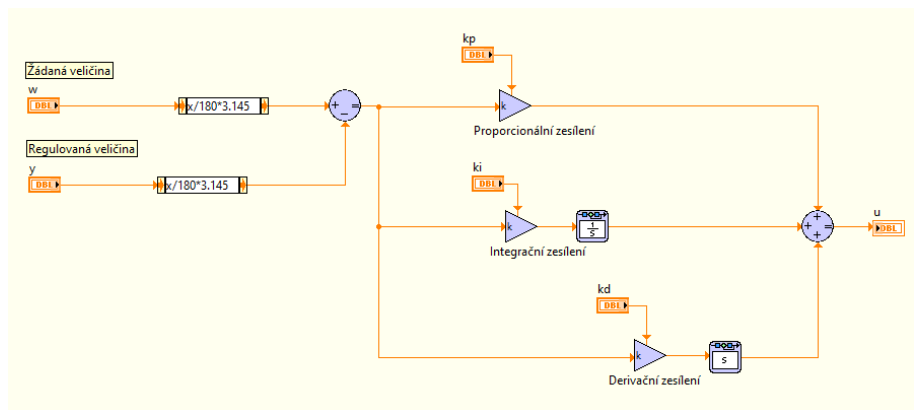 kp
DBL
Žádaná veličina
w
DBL
x/180*3.145
+
−
=
k
Proporcionální zesílení
Regulovaná veličina
y
DBL
x/180*3.145
ki
DBL
k
1
S
Integrační zesílení
+
+
+
=
u
DBL
kd
DBL
k
s
Derivační zesílení